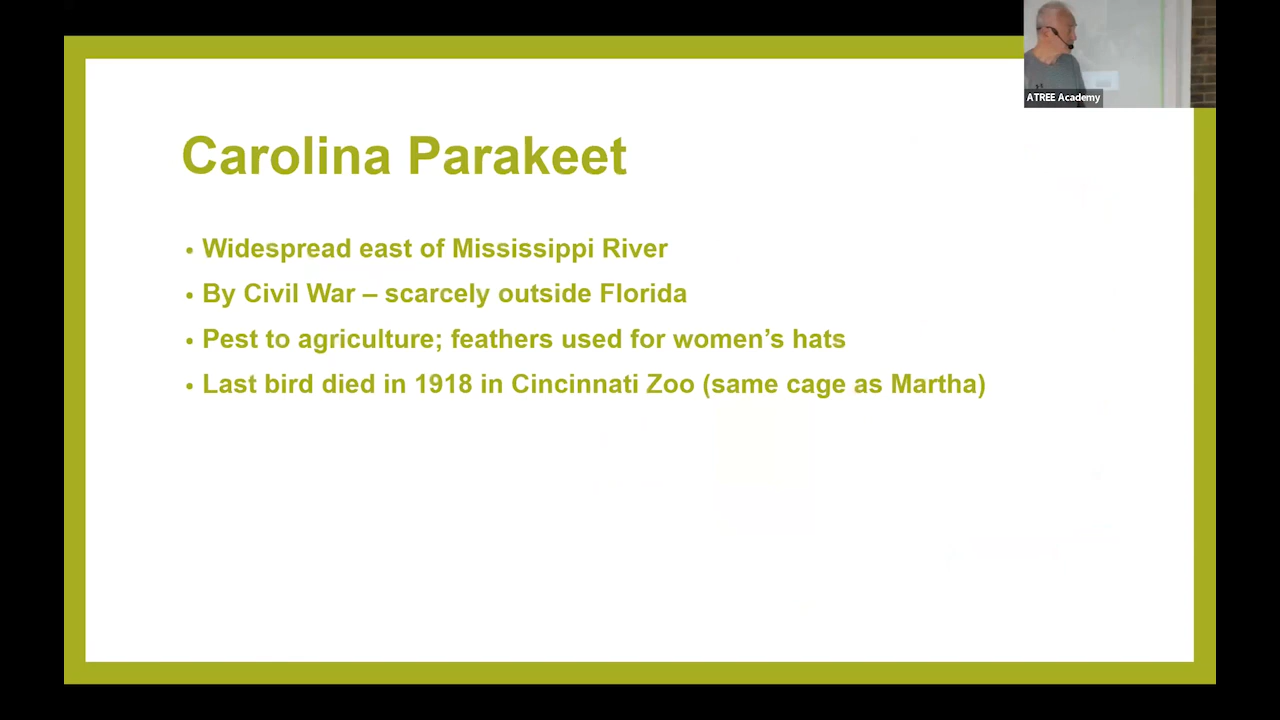 ATREE Academy
Carolina Parakeet
• Widespread east of Mississippi River
• By Civil War – scarcely outside Florida
• Pest to agriculture; feathers used for women’s hats
• Last bird died in 1918 in Cincinnati Zoo (same cage as Martha)